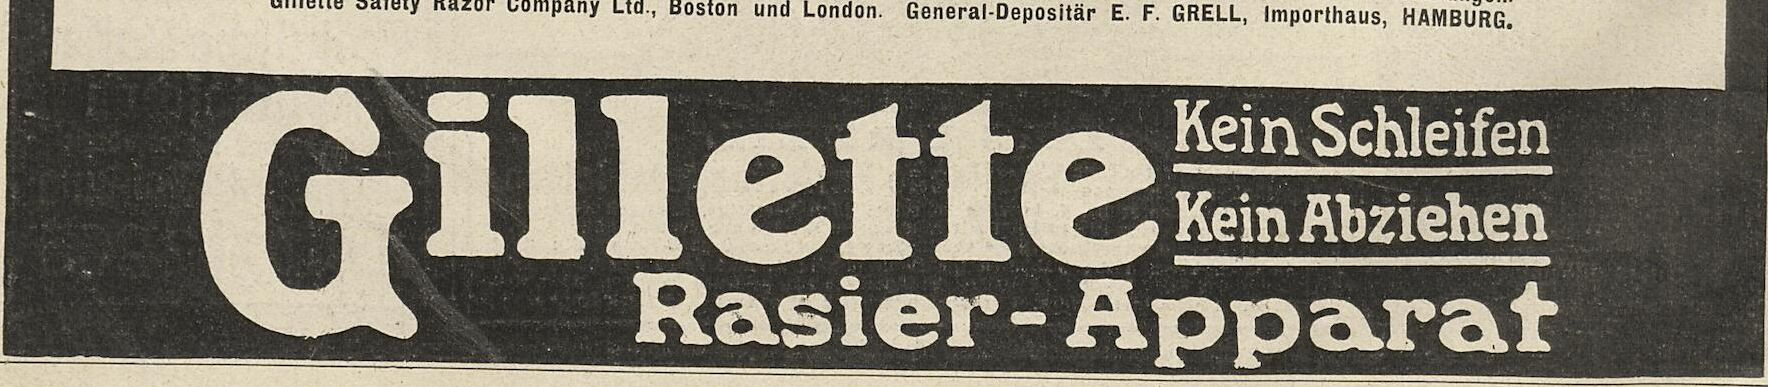 Gillette Safety Razor Company Ltd., Boston und London. General-Depositär E. F. GRELL, Importhaus, HAMBURG.
Gillette
Kein Schleifen
Kein Abziehen
Rasier-Apparat